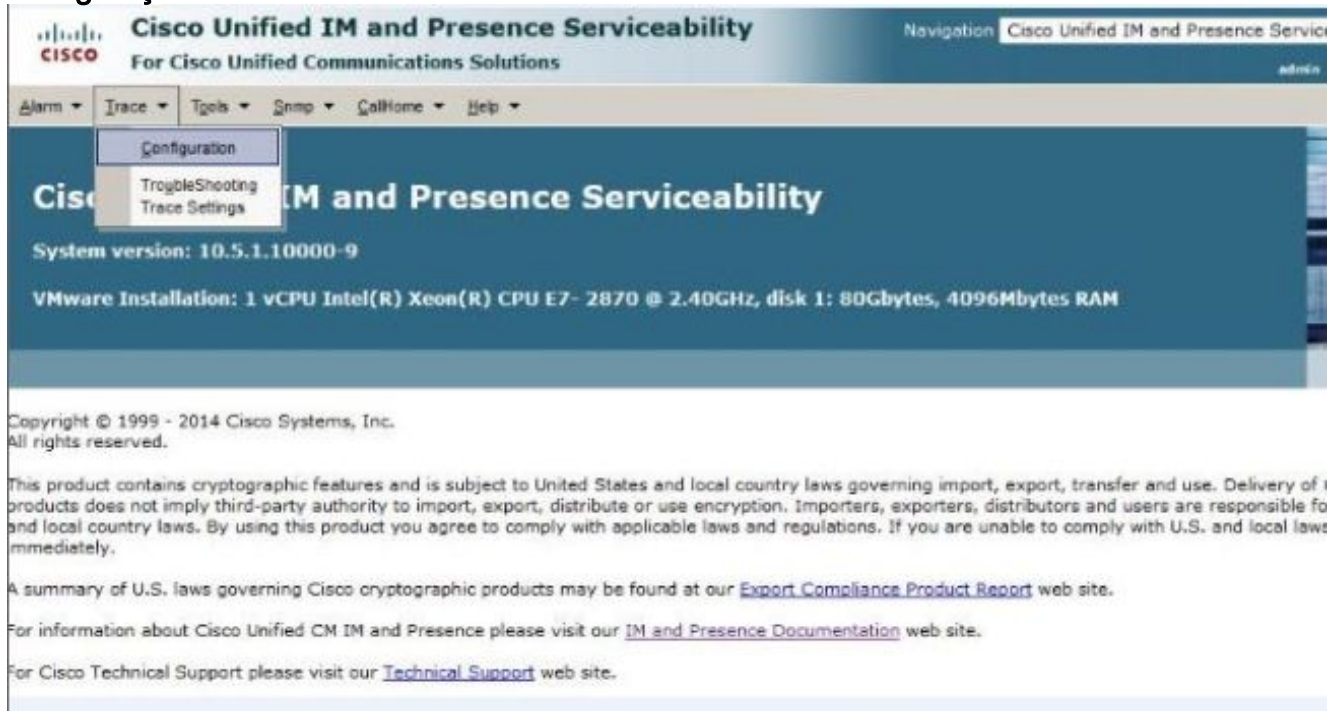 Cisco Unified IM and Presence Serviceability
Navigation Cisco Unified IM and Presence
CISCO
For Cisco Unified Communications Solutions
admin
Alarm Trace Tools Snmp CallHome Help
Configuration
TroubleShooting
Trace Settings
IM and Presence Serviceability
System version: 10.5.1.10000-9
VMware Installation: 1 vCPU Intel(R) Xeon(R) CPU E7- 2870 @ 2.40GHz, disk 1: 80Gbytes, 4096Mbytes RAM
Copyright © 1999 - 2014 Cisco Systems, Inc.
All rights reserved.
This product contains cryptographic features and is subject to United States and local country laws governing import, export, transfer and use. Delivery of
products does not imply third-party authority to import, export, distribute or use encryption. Importers, exporters, distributors and users are responsible
and local country laws. By using this product you agree to comply with applicable laws and regulations. If you are unable to comply with U.S. and local laws
immediately.
A summary of U.S. laws governing Cisco cryptographic products may be found at our Export Compliance Product Report web site.
For information about Cisco Unified CM IM and Presence please visit our IM and Presence Documentation web site.
For Cisco Technical Support please visit our Technical Support web site.